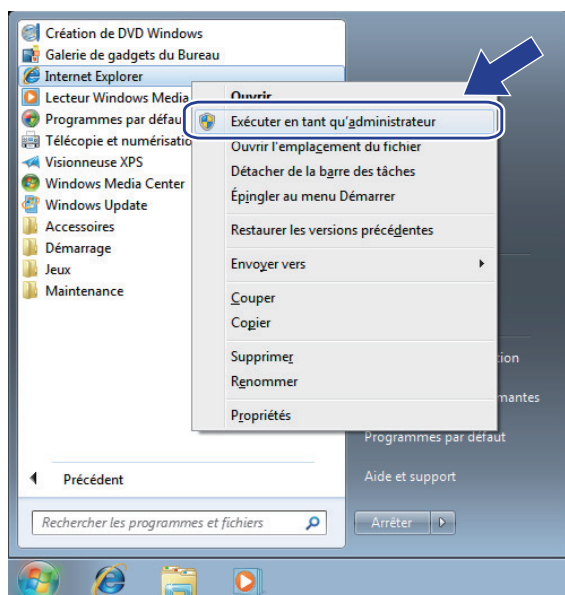 Création de DVD Windows
Galerie de gadgets du Bureau
Internet Explorer
Lecteur Windows Media
Programmes par défau
Télécopie et numérisatio
Visionneuse XPS
Windows Media Center
Windows Update
Accessoires
Démarrage
Jeux
Maintenance
Précédent
Rechercher les programmes et fichiers
Ouvrir
Exécuter en tant qu'administrateur
Ouvrir l'emplacement du fichier
Détacher de la barre des tâches
Épingler au menu Démarrer
Restaurer les versions précédentes
Envoyer vers
Couper
Copier
Supprimer
Renommer
Propriétés
tion
mantes
Programmes par défaut
Aide et support
Arrêter